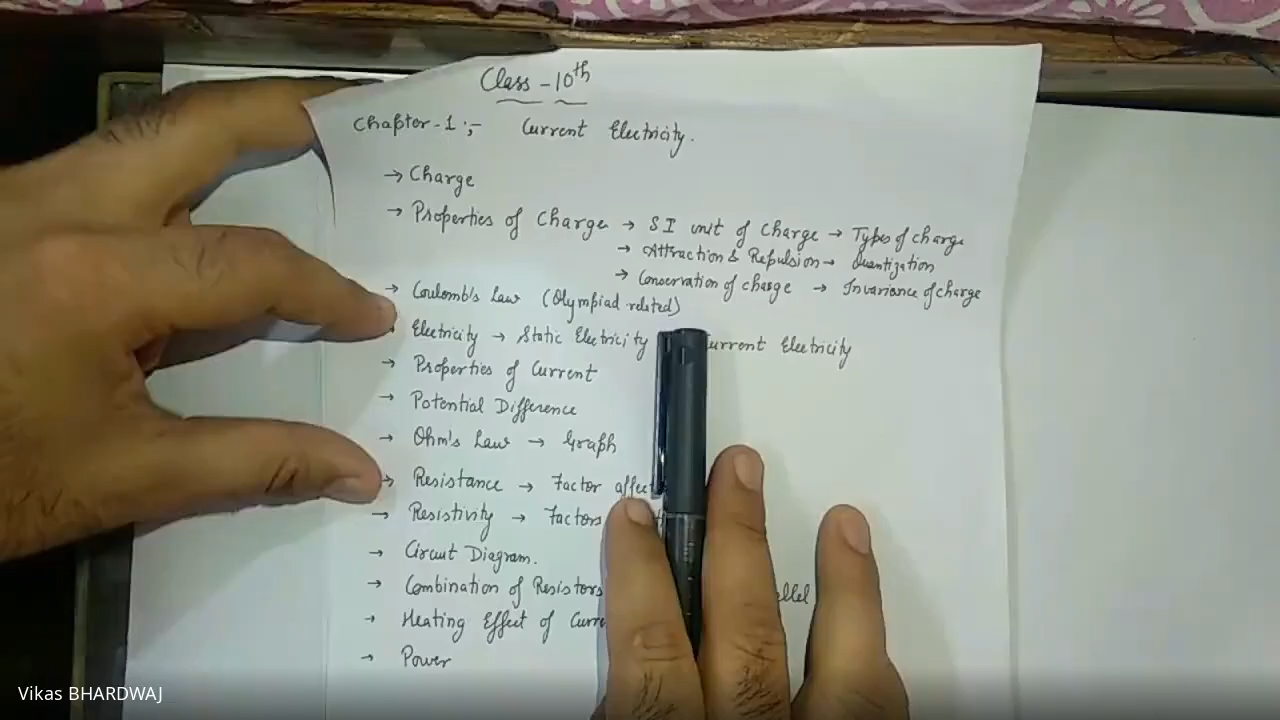 Class - 10th
Chapter - 1 :- Current Electricity.
→ Charge
→ Properties of Charge → SI unit of Charge → Types of charge
→ Attraction & Repulsion → Quantization
→ Conservation of charge → Invariance of charge
→ Coulomb's Law (Olympiad related)
Electricity → Static Electricity Current Electricity
→ Properties of Current
→ Potential Difference
→ Ohm's Law → Graph
→ Resistance → Factor
→ Resistivity → Factors
→ Circuit Diagram.
→ Combination of Resistors
→ Heating Effect of
→ Power
Vikas BHARDWAJ